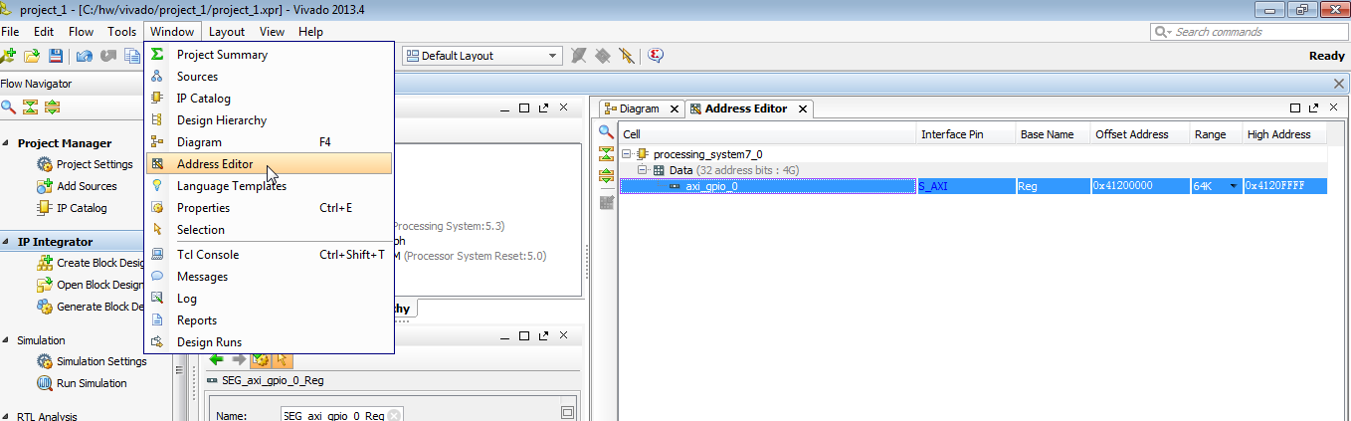 project_1 - [C:/hw/vivado/project_1/project_1.xpr] - Vivado 2013.4
File Edit Flow Tools Window Layout View Help
Search commands
Default Layout
Ready
Flow Navigator
Project Manager
Project Settings
Add Sources
IP Catalog
IP Integrator
Create Block Desig
Open Block Design
Generate Block De
Simulation
Simulation Settings
Run Simulation
RTL Analysis
Project Summary
Sources
IP Catalog
Design Hierarchy
Diagram F4
Address Editor
Language Templates
Properties Ctrl+E
Selection
Tcl Console Ctrl+Shift+T
Messages
Log
Reports
Design Runs
Processing System:5.3)
ph
M (Processor System Reset:5.0)
hy
SEG_axi_gpio_0_Reg
Name: SEG_axi_gpio_0_Reg
Diagram Address Editor
Cell Interface Pin Base Name Offset Address Range High Address
processing_system7_0
Data (32 address bits : 4G)
axi_gpio_0 S_AXI Reg 0x41200000 64K 0x4120FFFF